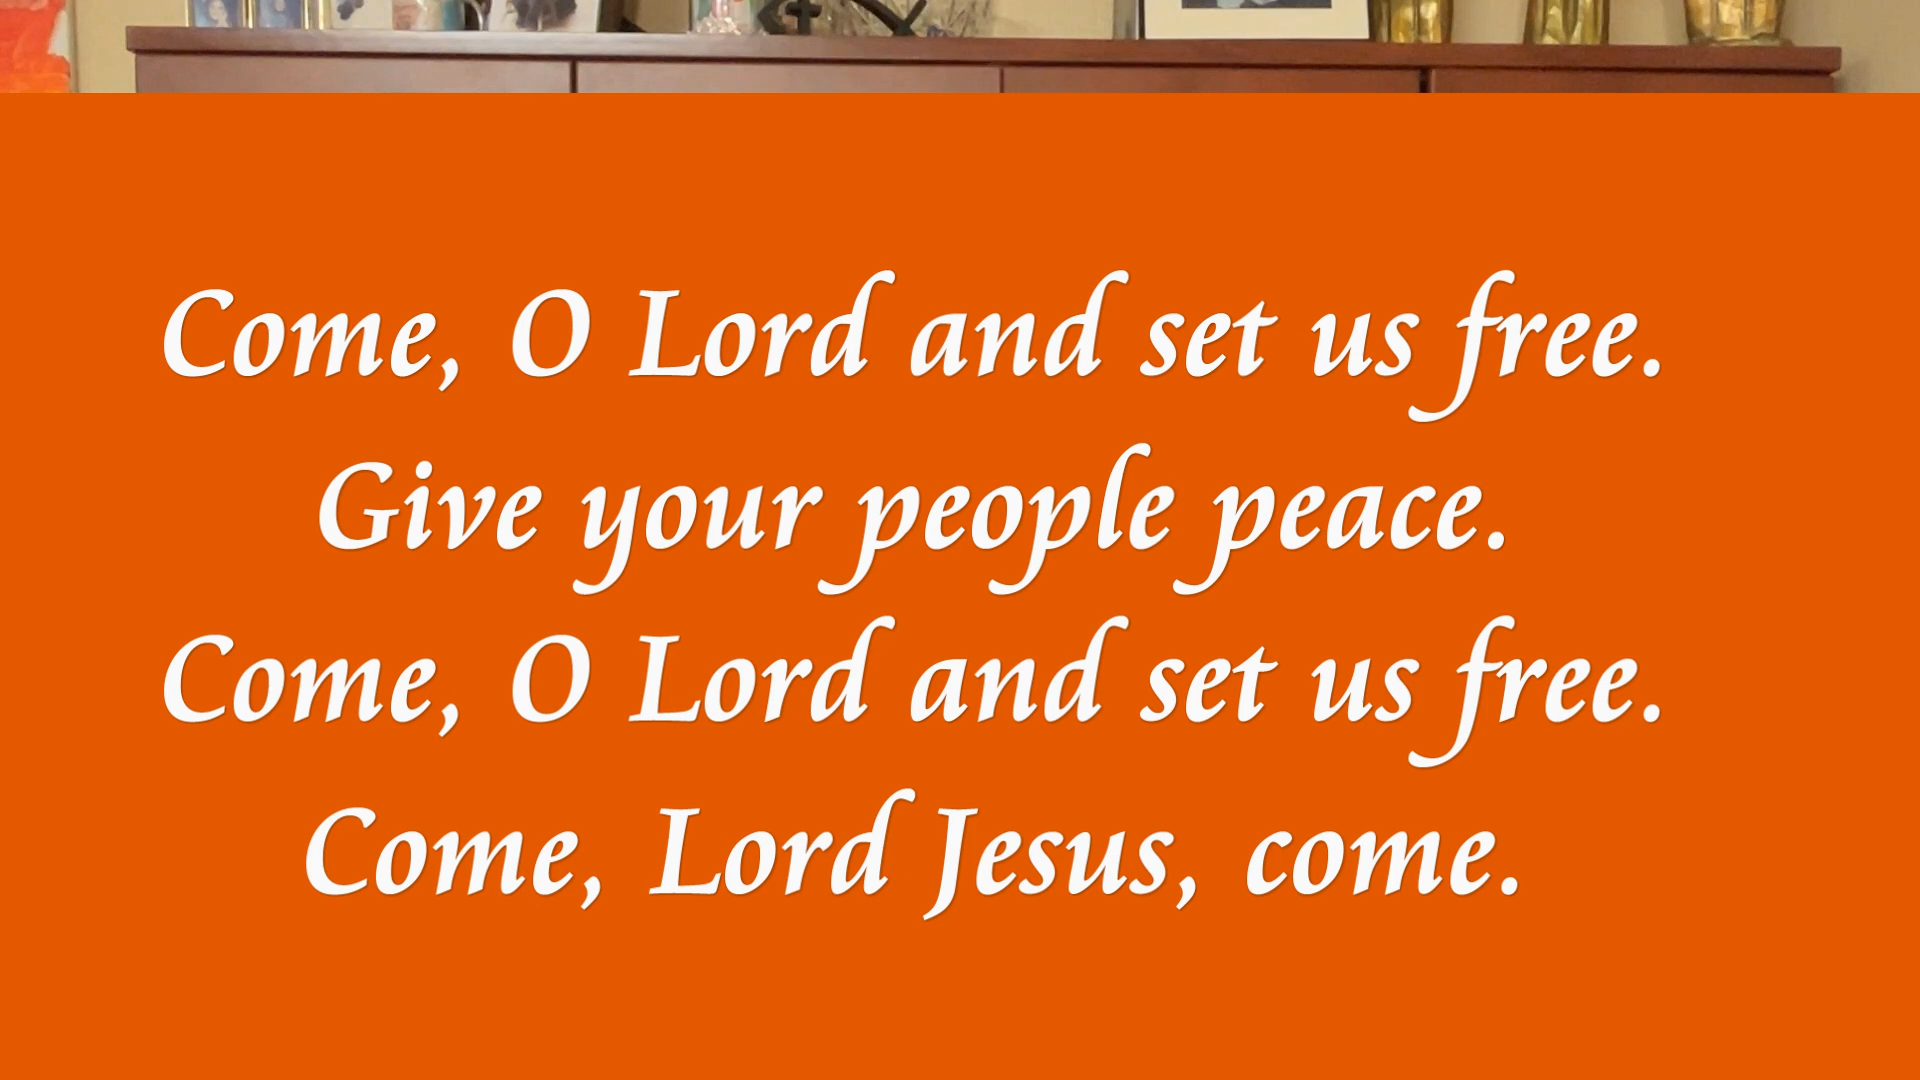 Come, O Lord and set us free.
Give your people peace.
Come, O Lord and set us free.
Come, Lord Jesus, come.